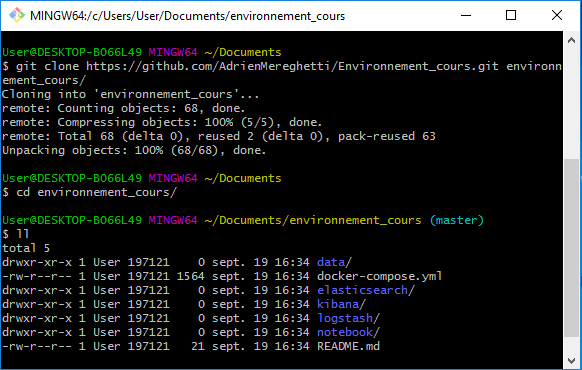 MINGW64:/c/Users/User/Documents/environnement_cours
User@DESKTOP-BO66L49 MINGW64 ~/Documents
$ git clone https://github.com/AdrienMereghetti/Environnement_cours.git environn
ement_cours/
Cloning into 'environnement_cours'...
remote: Counting objects: 68, done.
remote: Compressing objects: 100% (5/5), done.
remote: Total 68 (delta 0), reused 2 (delta 0), pack-reused 63
Unpacking objects: 100% (68/68), done.
User@DESKTOP-BO66L49 MINGW64 ~/Documents
$ cd environnement_cours/
User@DESKTOP-BO66L49 MINGW64 ~/Documents/environnement_cours (master)
$ ll
total 5
drwxr-xr-x 1 User 197121    0 sept. 19 16:34 data/
-rw-r--r-- 1 User 197121 1564 sept. 19 16:34 docker-compose.yml
drwxr-xr-x 1 User 197121    0 sept. 19 16:34 elasticsearch/
drwxr-xr-x 1 User 197121    0 sept. 19 16:34 kibana/
drwxr-xr-x 1 User 197121    0 sept. 19 16:34 logstash/
drwxr-xr-x 1 User 197121    0 sept. 19 16:34 notebook/
-rw-r--r-- 1 User 197121   21 sept. 19 16:34 README.md